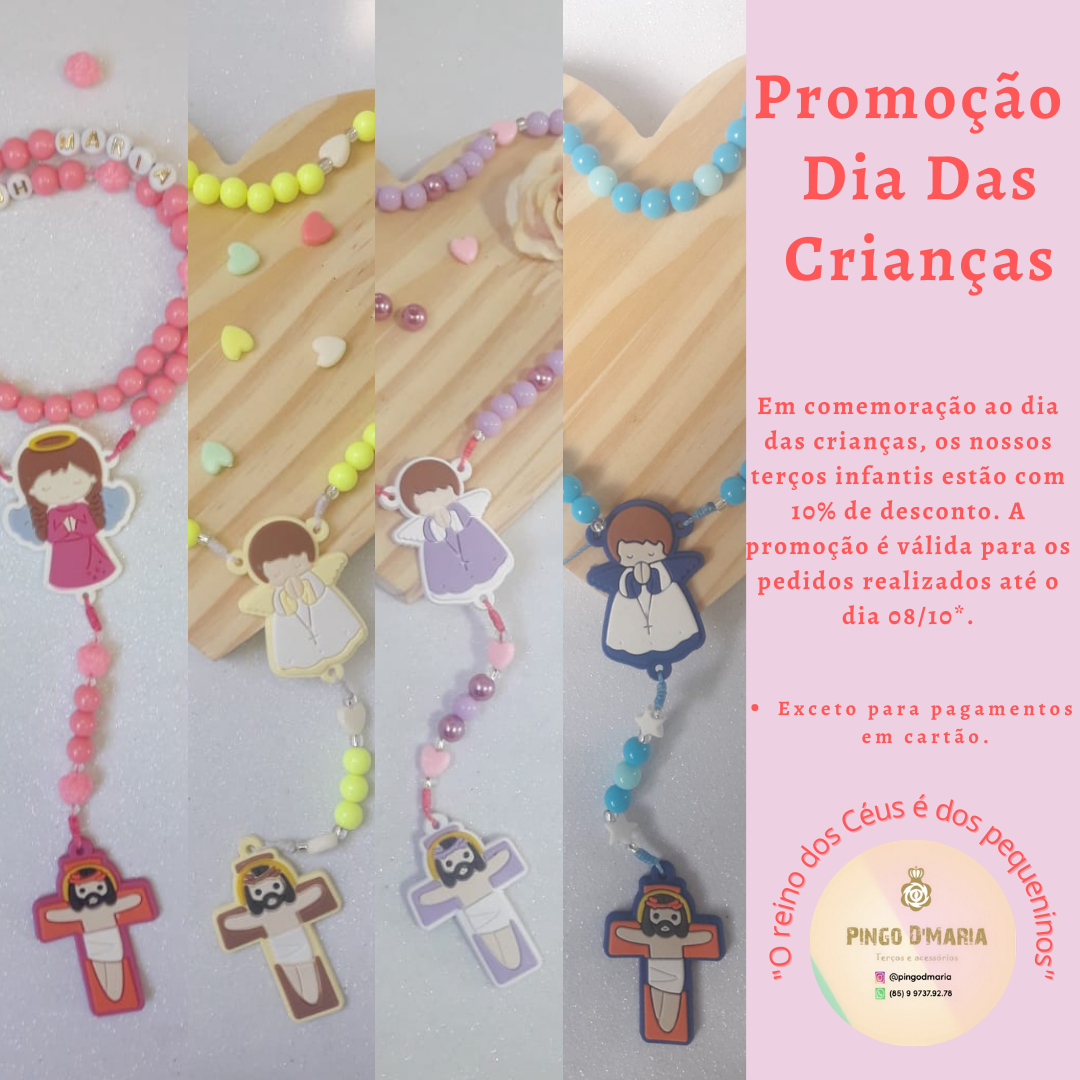 MARIA
OH
Promoção
Dia Das
Crianças
Em comemoração ao dia
das crianças, os nossos
terços infantis estão com
10% de desconto. A
promoção é válida para os
pedidos realizados até o
dia 08/10*.
• Exceto para pagamentos
em cartão.
"O reino dos Céus é dos pequeninos"
PINGO D'MARIA
Terços e acessórios
@pingodmaria
(85) 9 9737.92.78